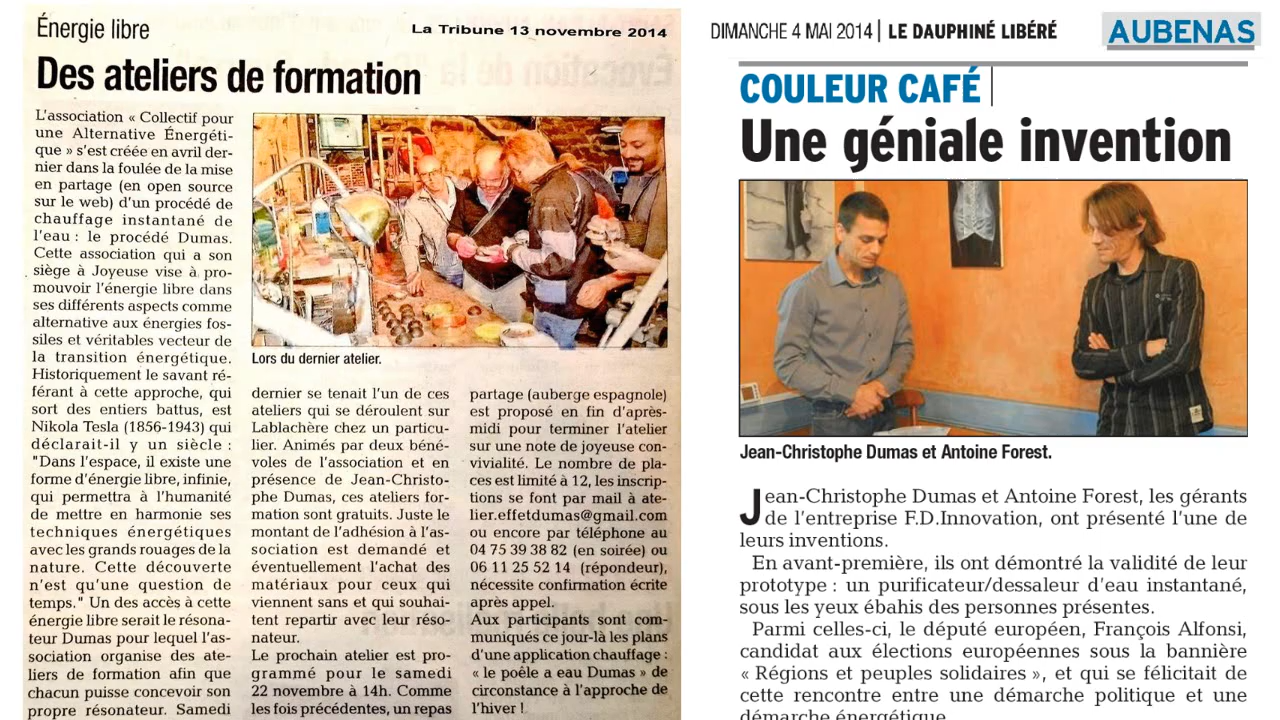 Énergie libre
La Tribune 13 novembre 2014
Des ateliers de formation
L'association « Collectif pour
une Alternative Énergéti-
que » s'est créée en avril der-
nier dans la foulée de la mise
en partage (en open source
sur le web) d'un procédé de
chauffage instantané de
l'eau : le procédé Dumas.
Cette association qui a son
siège à Joyeuse vise à pro-
mouvoir l'énergie libre dans
ses différents aspects comme
alternative aux énergies fos-
siles et véritables vecteur de
la transition énergétique.
Historiquement le savant ré-
férant à cette approche, qui
sort des entiers battus, est
Nikola Tesla (1856-1943) qui
déclarait-il y un siècle :
"Dans l'espace, il existe une
forme d'énergie libre, infinie,
qui permettra à l'humanité
de mettre en harmonie ses
techniques énergétiques
avec les grands rouages de la
nature. Cette découverte
n'est qu'une question de
temps." Un des accès à cette
énergie libre serait le résona-
teur Dumas pour lequel l'as-
sociation organise des ate-
liers de formation afin que
chacun puisse concevoir son
propre résonateur. Samedi
Lors du dernier atelier.
dernier se tenait l'un de ces
ateliers qui se déroulent sur
Lablachère chez un particu-
lier. Animés par deux béné-
voles de l'association et en
présence de Jean-Christo-
phe Dumas, ces ateliers for-
mation sont gratuits. Juste le
montant de l'adhésion à l'as-
sociation est demandé et
éventuellement l'achat des
matériaux pour ceux qui
viennent sans et qui souhai-
tent repartir avec leur réso-
nateur.
Le prochain atelier est pro-
grammé pour le samedi
22 novembre à 14h. Comme
les fois précédentes, un repas
partage (auberge espagnole)
est proposé en fin d'après-
midi pour terminer l'atelier
sur une note de joyeuse con-
vivialité. Le nombre de pla-
ces est limité à 12, les inscrip-
tions se font par mail à ate-
lier.effetdumas@gmail.com
ou encore par téléphone au
04 75 39 38 82 (en soirée) ou
06 11 25 52 14 (répondeur),
nécessite confirmation écrite
après appel.
Aux participants sont com-
muniqués ce jour-là les plans
d'une application chauffage :
« le poêle a eau Dumas » de
circonstance à l'approche de
l'hiver !
DIMANCHE 4 MAI 2014 | LE DAUPHINÉ LIBÉRÉ
AUBENAS
COULEUR CAFÉ |
Une géniale invention
Jean-Christophe Dumas et Antoine Forest.
Jean-Christophe Dumas et Antoine Forest, les gérants
de l'entreprise F.D.Innovation, ont présenté l'une de
leurs inventions.
En avant-première, ils ont démontré la validité de leur
prototype : un purificateur/dessaleur d'eau instantané,
sous les yeux ébahis des personnes présentes.
Parmi celles-ci, le député européen, François Alfonsi,
candidat aux élections européennes sous la bannière
« Régions et peuples solidaires », et qui se félicitait de
cette rencontre entre une démarche politique et une
démarche énergétique.